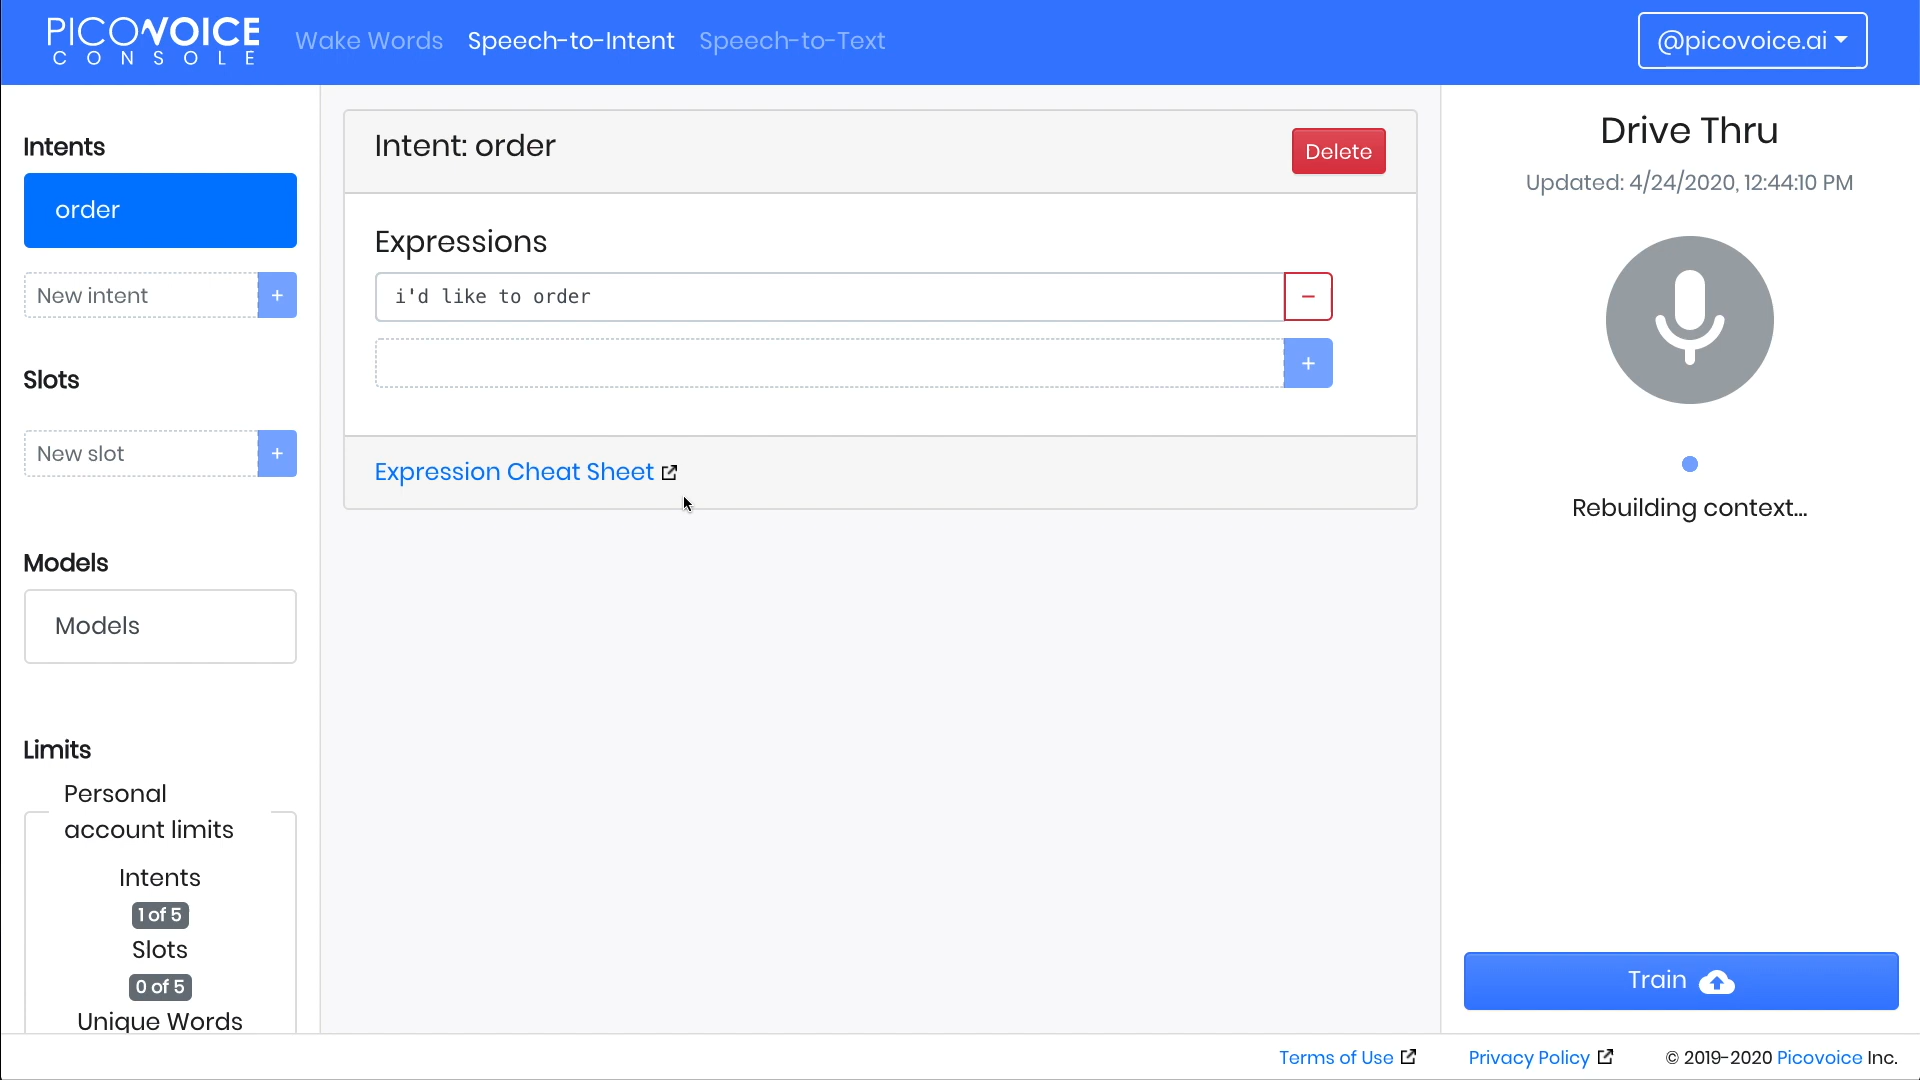 PICOVOICE
CONSOLE
Wake Words
Speech-to-Intent
Speech-to-Text
@picovoice.ai
Intents
order
New intent
+
Slots
New slot
+
Models
Models
Limits
Personal
account limits
Intents
1 of 5
Slots
0 of 5
Unique Words
Intent: order
Delete
Expressions
i'd like to order
−
+
Expression Cheat Sheet
Drive Thru
Updated: 4/24/2020, 12:44:10 PM
Rebuilding context...
Train
Terms of Use
Privacy Policy
© 2019-2020 Picovoice Inc.